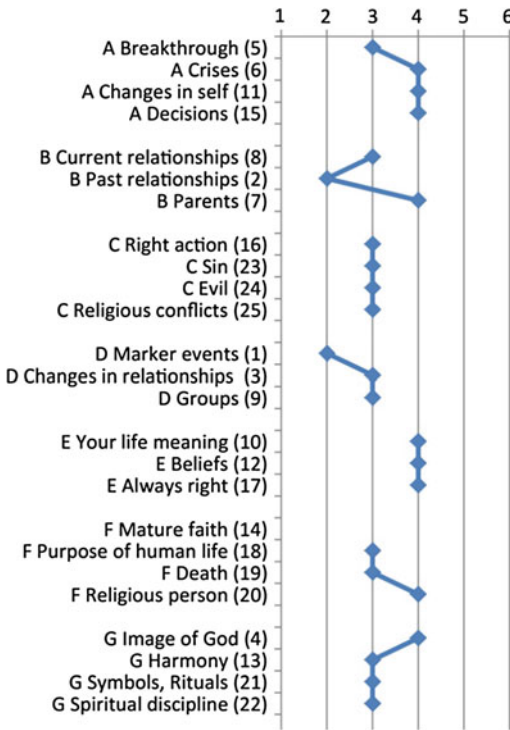 1 2 3 4 5 6
A Breakthrough (5)
A Crises (6)
A Changes in self (11)
A Decisions (15)
B Current relationships (8)
B Past relationships (2)
B Parents (7)
C Right action (16)
C Sin (23)
C Evil (24)
C Religious conflicts (25)
D Marker events (1)
D Changes in relationships (3)
D Groups (9)
E Your life meaning (10)
E Beliefs (12)
E Always right (17)
F Mature faith (14)
F Purpose of human life (18)
F Death (19)
F Religious person (20)
G Image of God (4)
G Harmony (13)
G Symbols, Rituals (21)
G Spiritual discipline (22)